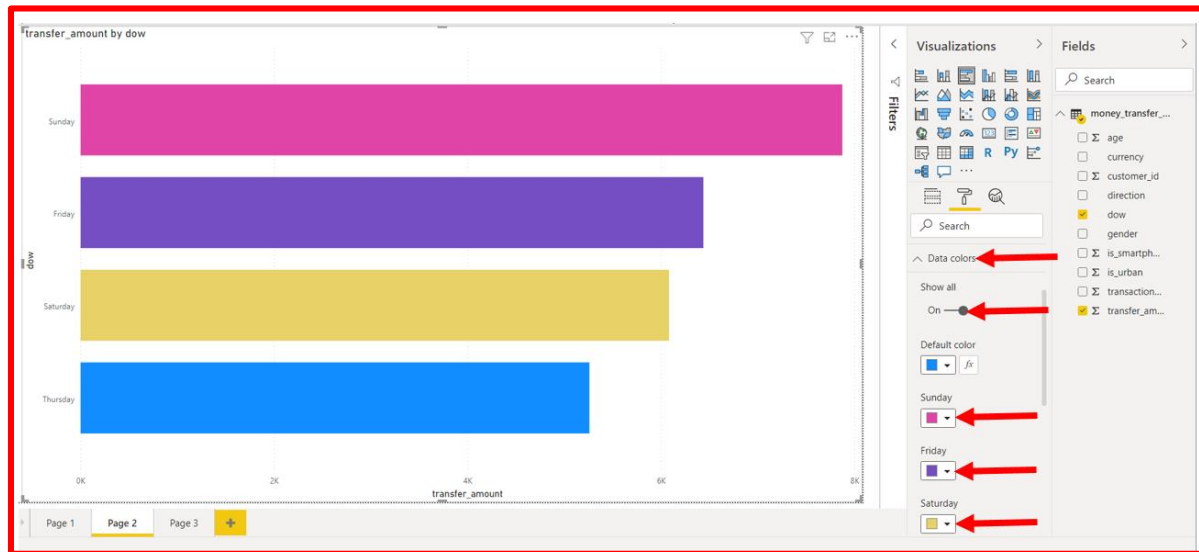 transfer_amount by dow
Sunday
Friday
Saturday
Thursday
dow
0K 2K 4K 6K 8K
transfer_amount
Page 1 Page 2 Page 3 +
Filters
Visualizations
R Py
Search
Data colors
Show all
On
Default color
fx
Sunday
Friday
Saturday
Fields
Search
money_transfer_...
Σ age
currency
Σ customer_id
direction
dow
gender
Σ is_smartph...
Σ is_urban
Σ transaction...
Σ transfer_am...